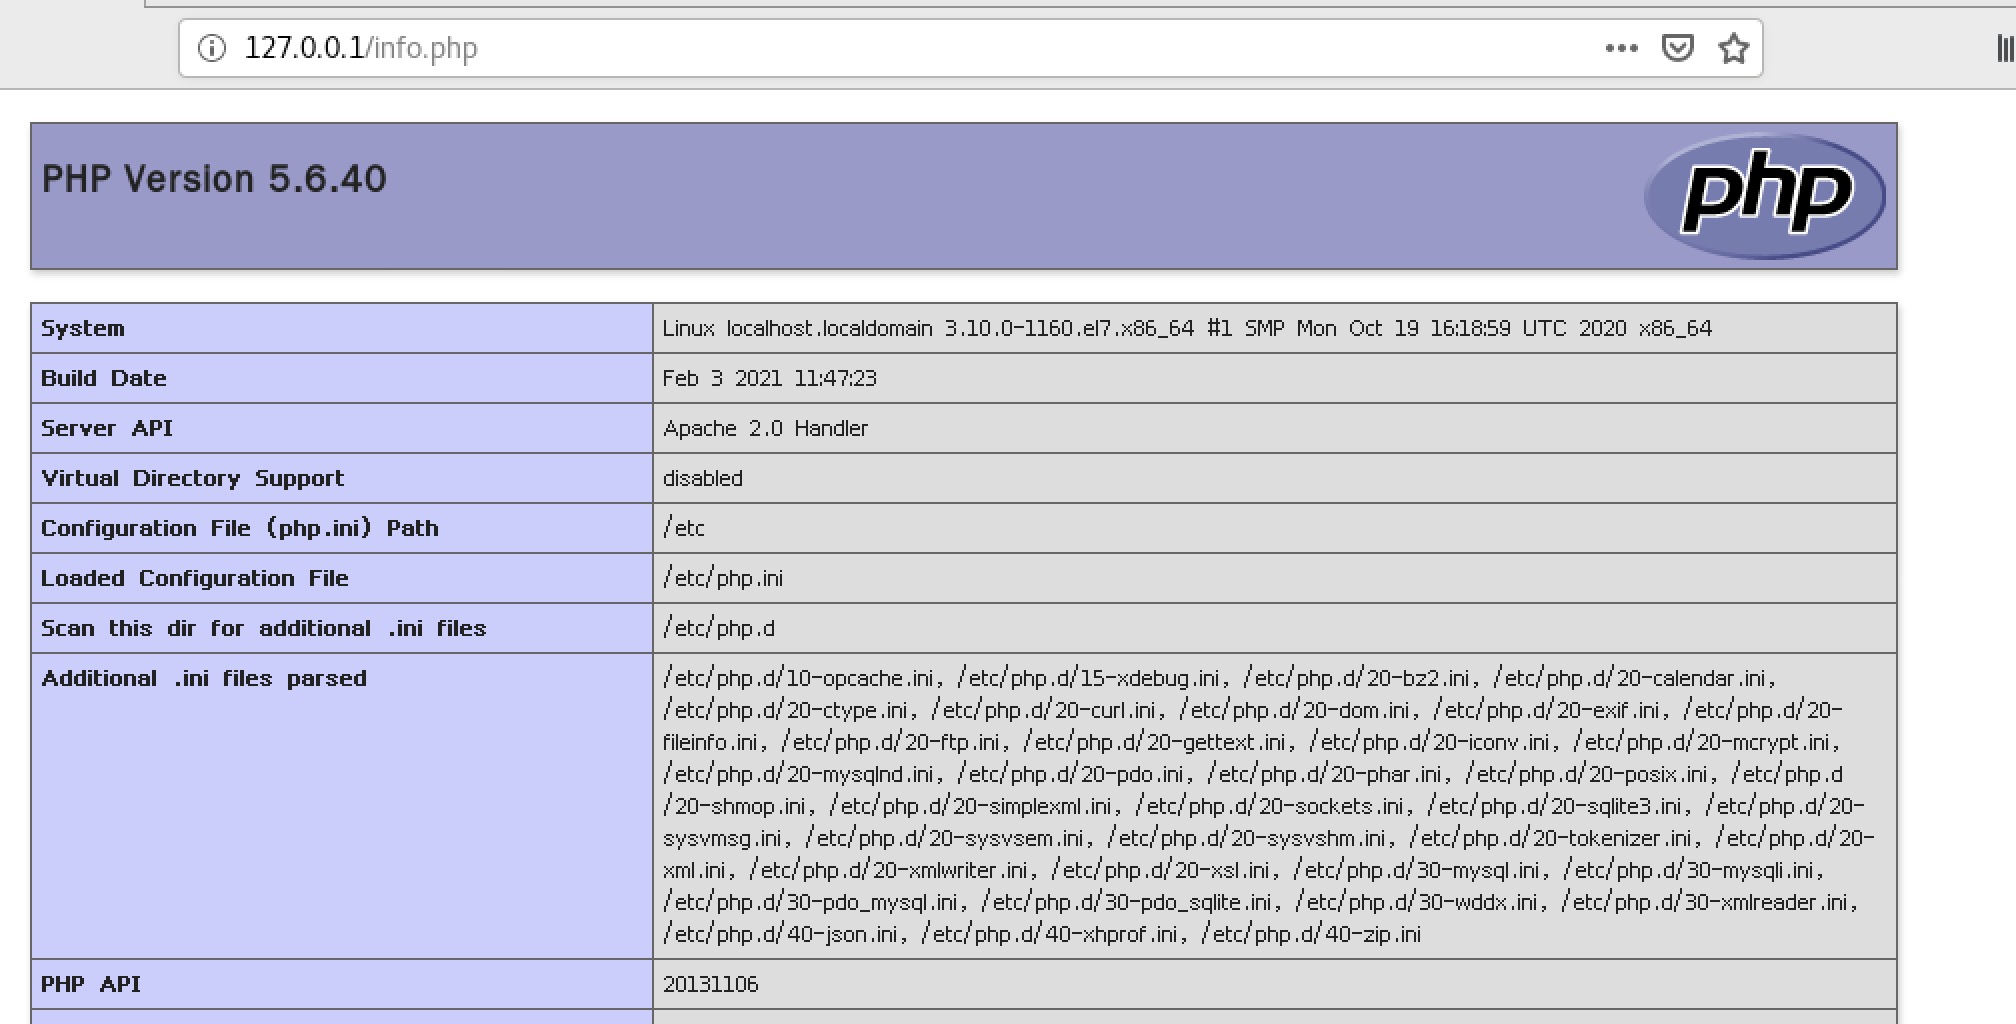 127.0.0.1/info.php
PHP Version 5.6.40
php
System Linux localhost.localdomain 3.10.0-1160.el7.x86_64 #1 SMP Mon Oct 19 16:18:59 UTC 2020 x86_64
Build Date Feb 3 2021 11:47:23
Server API Apache 2.0 Handler
Virtual Directory Support disabled
Configuration File (php.ini) Path /etc
Loaded Configuration File /etc/php.ini
Scan this dir for additional .ini files /etc/php.d
Additional .ini files parsed /etc/php.d/10-opcache.ini, /etc/php.d/15-xdebug.ini, /etc/php.d/20-bz2.ini, /etc/php.d/20-calendar.ini,
/etc/php.d/20-ctype.ini, /etc/php.d/20-curl.ini, /etc/php.d/20-dom.ini, /etc/php.d/20-exif.ini, /etc/php.d/20-
fileinfo.ini, /etc/php.d/20-ftp.ini, /etc/php.d/20-gettext.ini, /etc/php.d/20-iconv.ini, /etc/php.d/20-mcrypt.ini,
/etc/php.d/20-mysqlnd.ini, /etc/php.d/20-pdo.ini, /etc/php.d/20-phar.ini, /etc/php.d/20-posix.ini, /etc/php.d
/20-shmop.ini, /etc/php.d/20-simplexml.ini, /etc/php.d/20-sockets.ini, /etc/php.d/20-sqlite3.ini, /etc/php.d/20-
sysvmsg.ini, /etc/php.d/20-sysvsem.ini, /etc/php.d/20-sysvshm.ini, /etc/php.d/20-tokenizer.ini, /etc/php.d/20-
xml.ini, /etc/php.d/20-xmlwriter.ini, /etc/php.d/20-xsl.ini, /etc/php.d/30-mysql.ini, /etc/php.d/30-mysqli.ini,
/etc/php.d/30-pdo_mysql.ini, /etc/php.d/30-pdo_sqlite.ini, /etc/php.d/30-wddx.ini, /etc/php.d/30-xmlreader.ini,
/etc/php.d/40-json.ini, /etc/php.d/40-xhprof.ini, /etc/php.d/40-zip.ini
PHP API 20131106